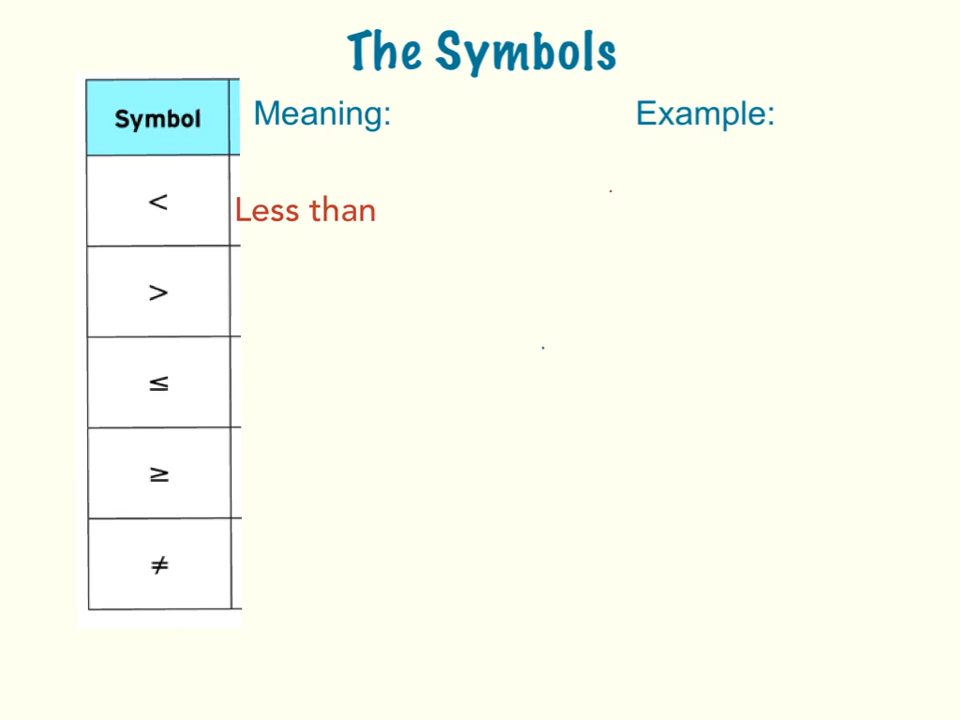 The Symbols
Symbol Meaning: Example:
< Less than
>
≤
≥
≠